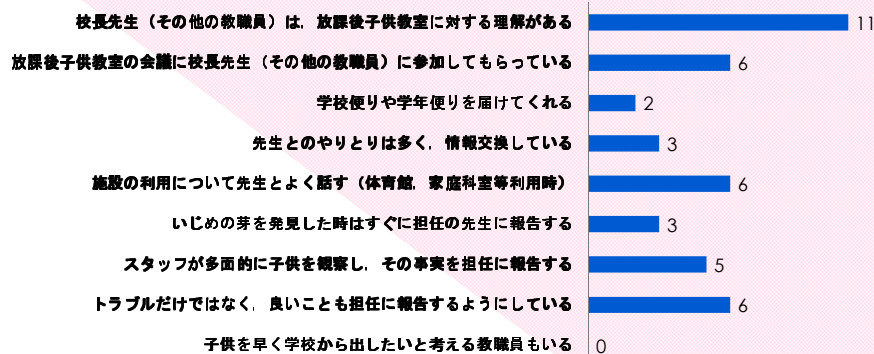 校長先生（その他の教職員）は，放課後子供教室に対する理解がある 11
放課後子供教室の会議に校長先生（その他の教職員）に参加してもらっている 6
学校便りや学年便りを届けてくれる 2
先生とのやりとりは多く，情報交換している 3
施設の利用について先生とよく話す（体育館，家庭科室等利用時） 6
いじめの芽を発見した時はすぐに担任の先生に報告する 3
スタッフが多面的に子供を観察し，その事実を担任に報告する 5
トラブルだけではなく，良いことも担任に報告するようにしている 6
子供を早く学校から出したいと考える教職員もいる 0